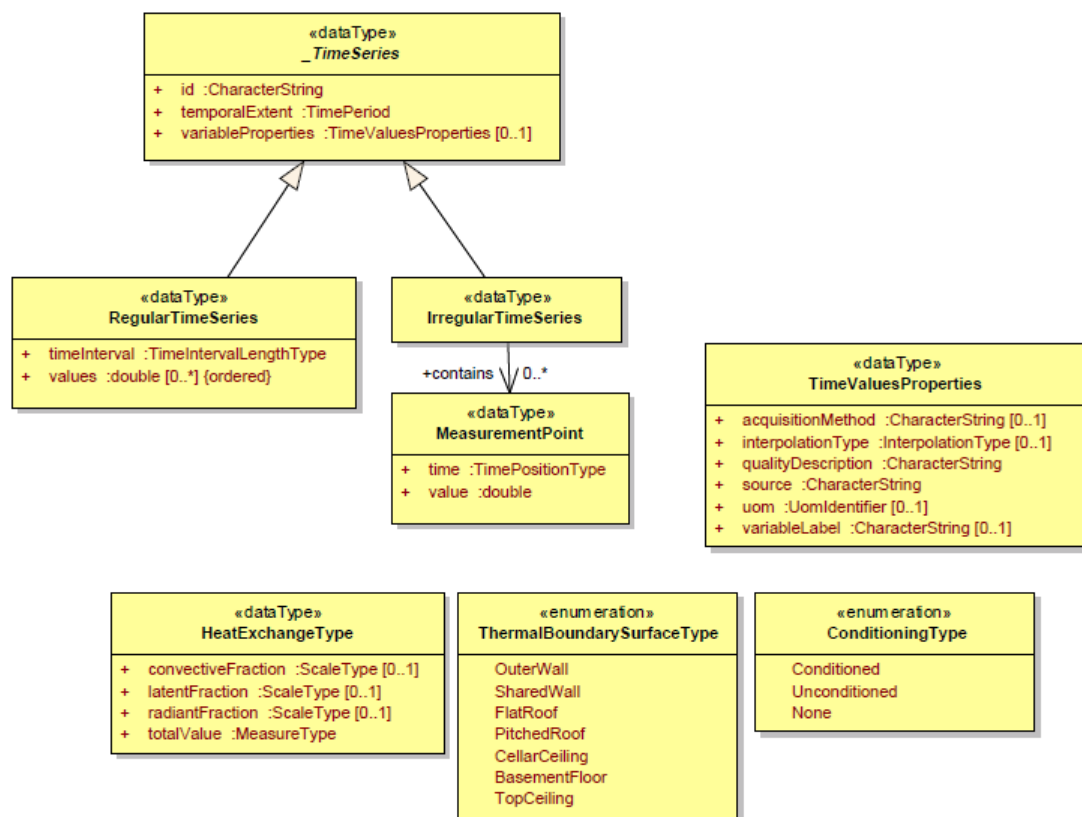 «dataType»
_TimeSeries
+ id :CharacterString
+ temporalExtent :TimePeriod
+ variableProperties :TimeValuesProperties [0..1]
«dataType»
RegularTimeSeries
+ timeInterval :TimeIntervalLengthType
+ values :double [0..*] {ordered}
«dataType»
IrregularTimeSeries
+contains 0..*
«dataType»
MeasurementPoint
+ time :TimePositionType
+ value :double
«dataType»
TimeValuesProperties
+ acquisitionMethod :CharacterString [0..1]
+ interpolationType :InterpolationType [0..1]
+ qualityDescription :CharacterString
+ source :CharacterString
+ uom :UomIdentifier [0..1]
+ variableLabel :CharacterString [0..1]
«dataType»
HeatExchangeType
+ convectiveFraction :ScaleType [0..1]
+ latentFraction :ScaleType [0..1]
+ radiantFraction :ScaleType [0..1]
+ totalValue :MeasureType
«enumeration»
ThermalBoundarySurfaceType
OuterWall
SharedWall
FlatRoof
PitchedRoof
CellarCeiling
BasementFloor
TopCeiling
«enumeration»
ConditioningType
Conditioned
Unconditioned
None